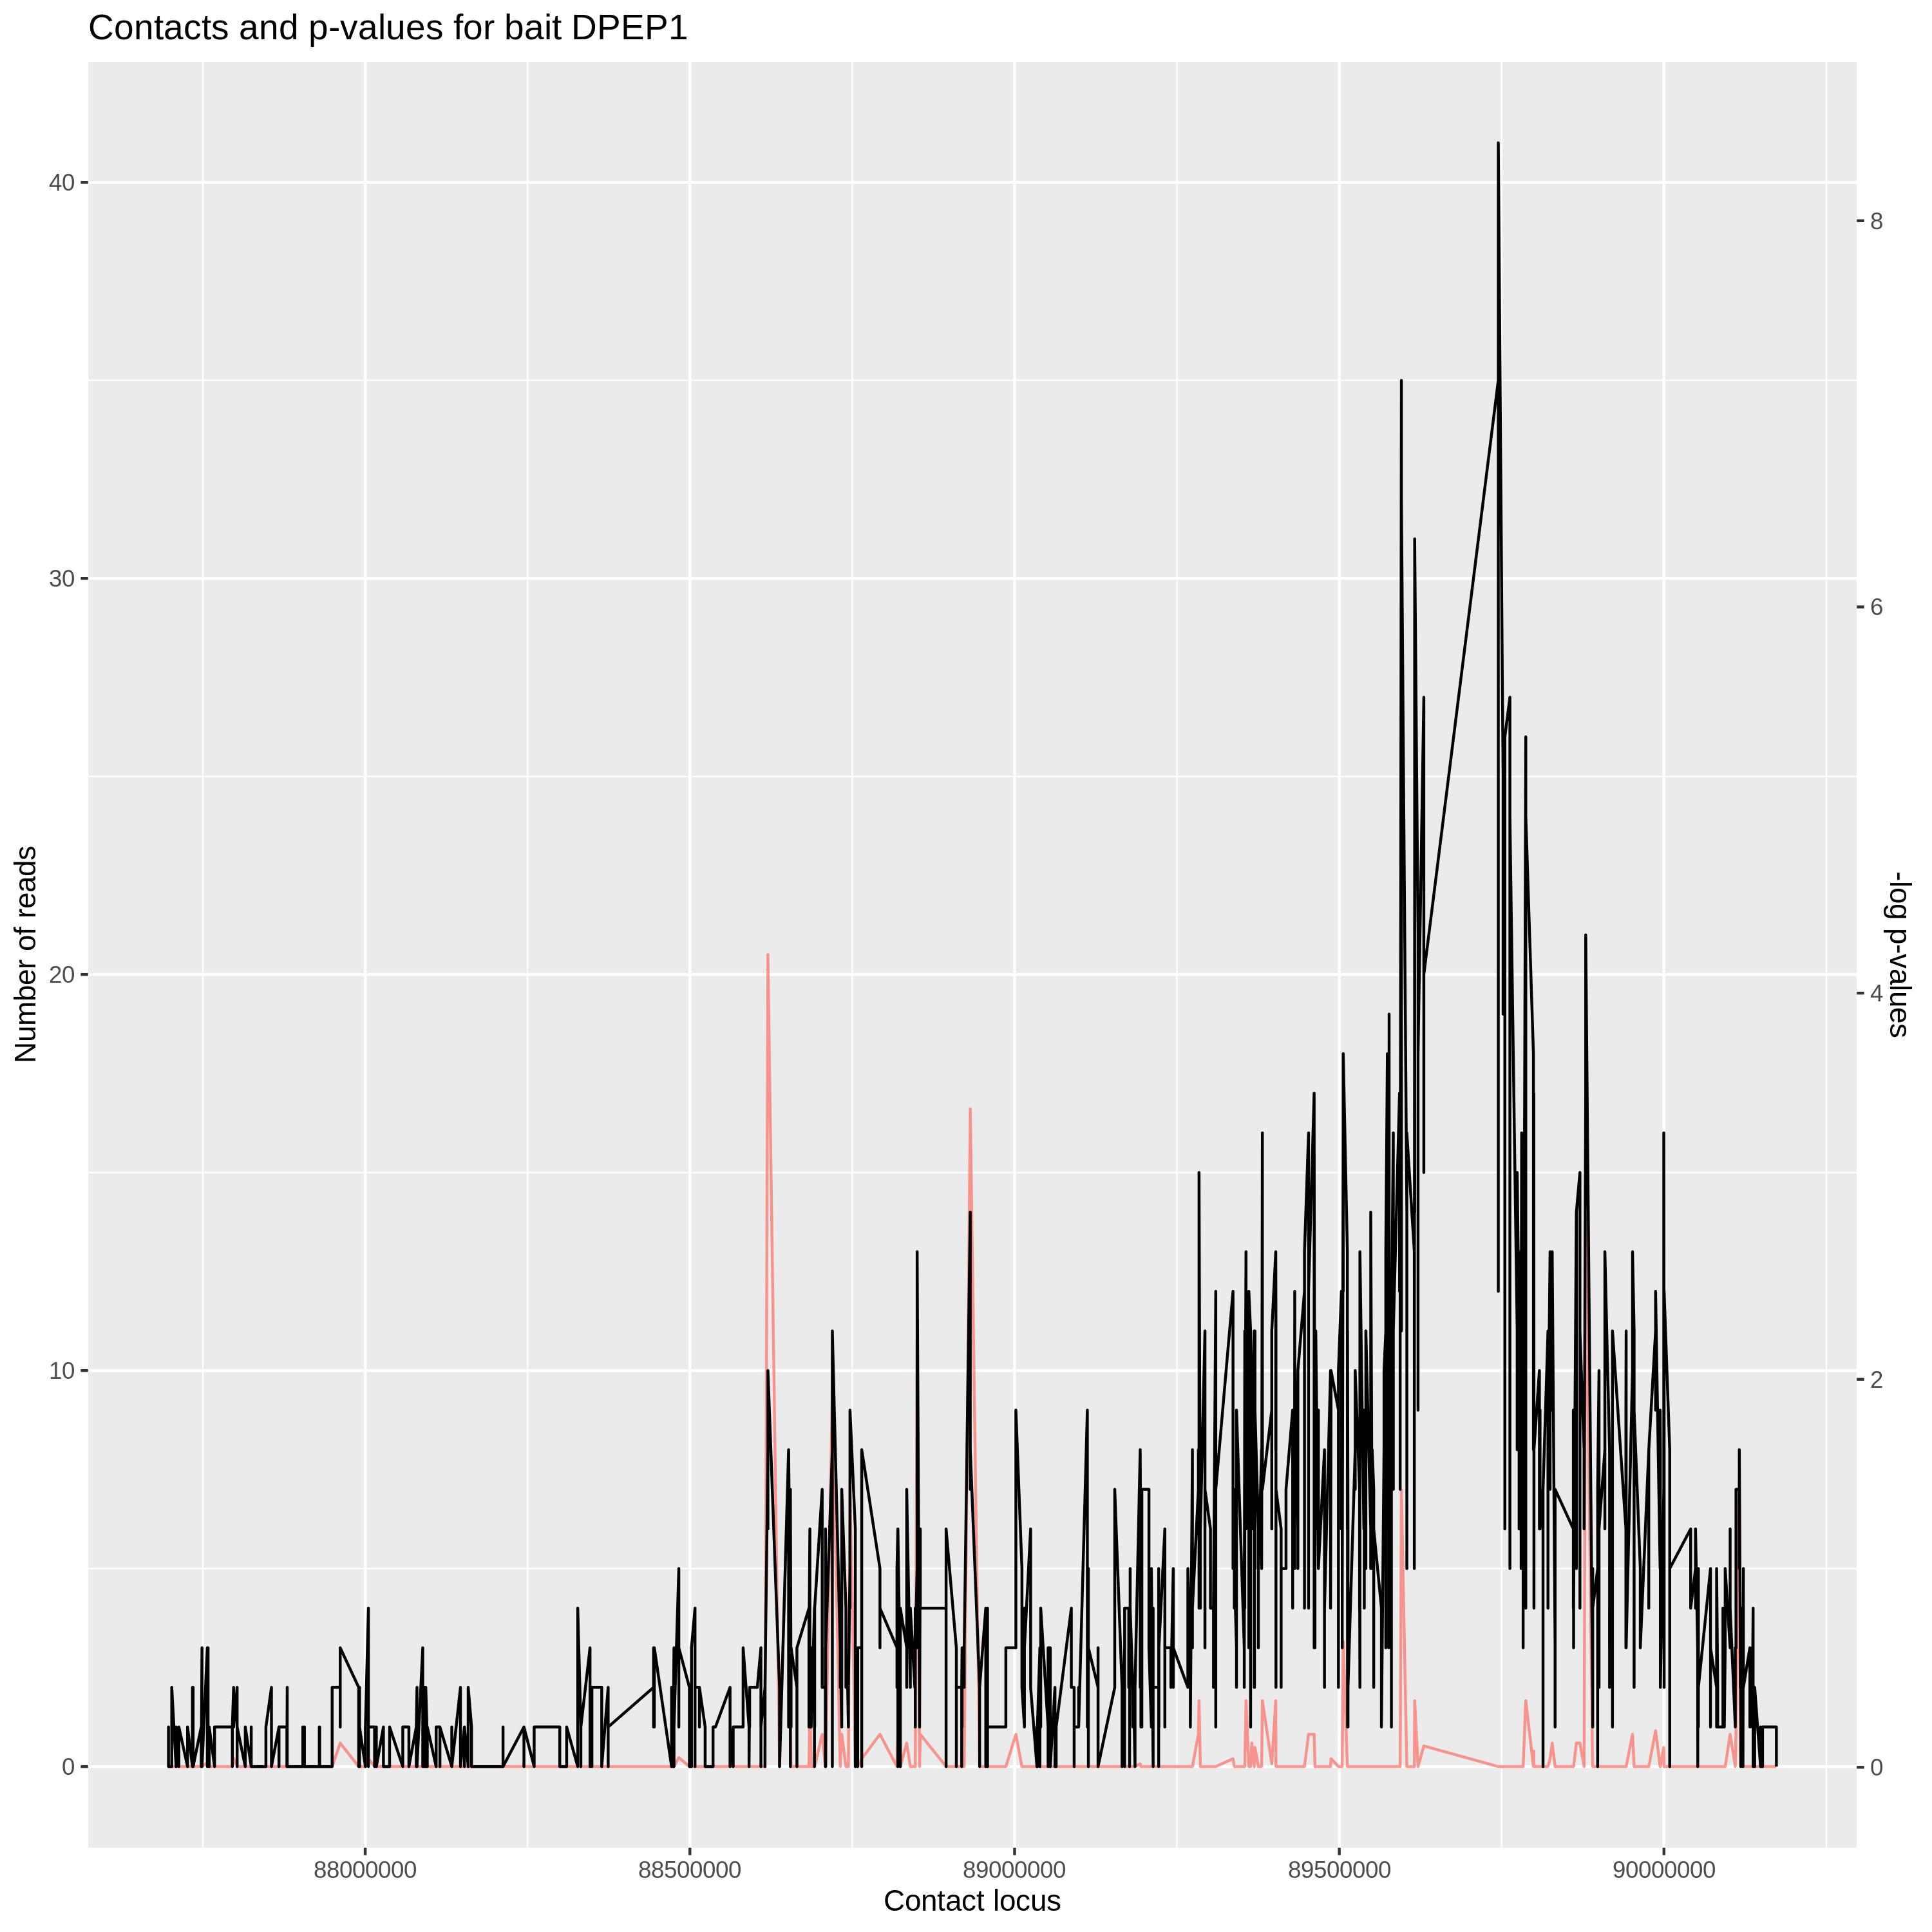 Contacts and p-values for bait DPEP1
40
30
20
10
0
Number of reads
8
6
4
2
0
-log p-values
88000000 88500000 89000000 89500000 90000000
Contact locus